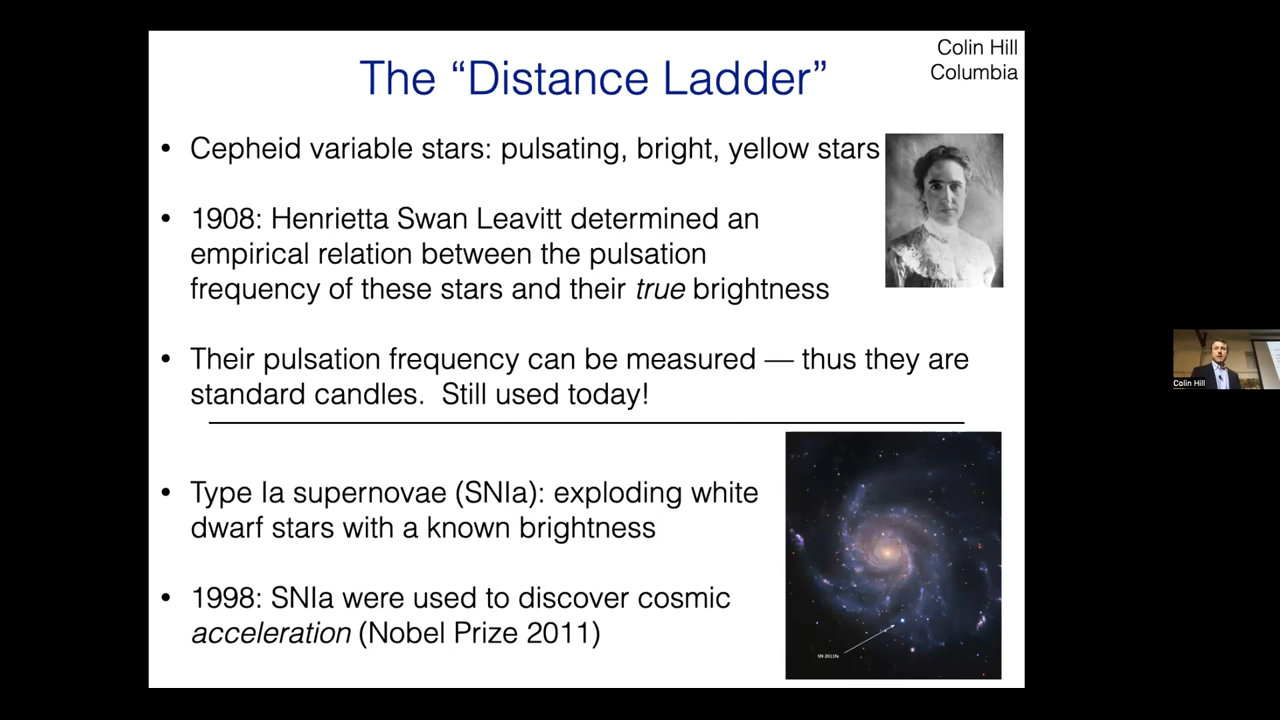 Colin Hill
Columbia
The “Distance Ladder”
• Cepheid variable stars: pulsating, bright, yellow stars
• 1908: Henrietta Swan Leavitt determined an
empirical relation between the pulsation
frequency of these stars and their true brightness
• Their pulsation frequency can be measured — thus they are
standard candles. Still used today!
• Type Ia supernovae (SNIa): exploding white
dwarf stars with a known brightness
• 1998: SNIa were used to discover cosmic
acceleration (Nobel Prize 2011)
SN 2011fe
Colin Hill